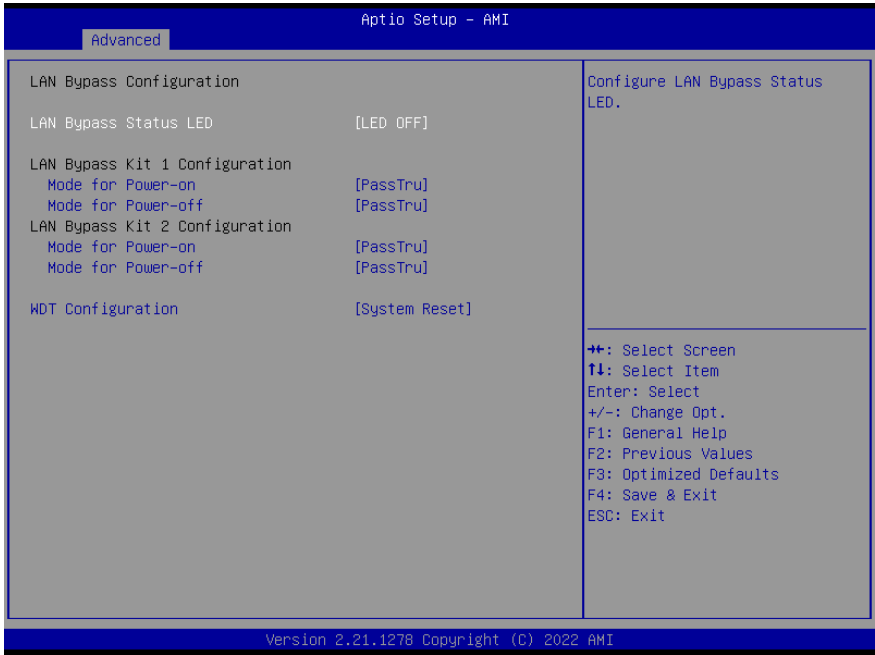 Aptio Setup – AMI
Advanced
LAN Bypass Configuration
LAN Bypass Status LED [LED OFF]
LAN Bypass Kit 1 Configuration
Mode for Power-on [PassTru]
Mode for Power-off [PassTru]
LAN Bypass Kit 2 Configuration
Mode for Power-on [PassTru]
Mode for Power-off [PassTru]
WDT Configuration [System Reset]
Configure LAN Bypass Status
LED.
→←: Select Screen
↑↓: Select Item
Enter: Select
+/-: Change Opt.
F1: General Help
F2: Previous Values
F3: Optimized Defaults
F4: Save & Exit
ESC: Exit
Version 2.21.1278 Copyright (C) 2022 AMI